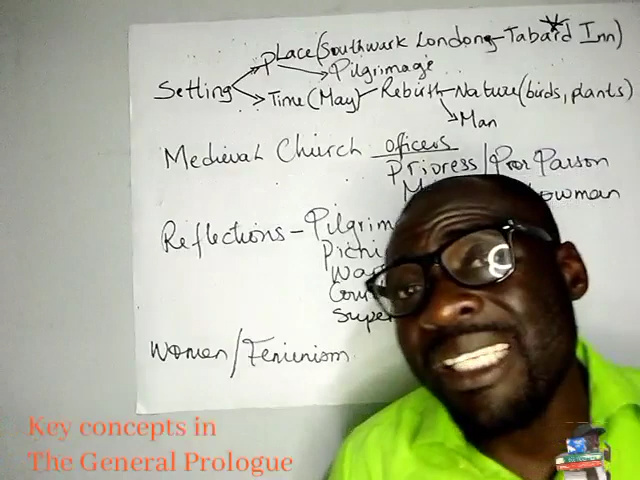 Place (Southwark London - Tabard Inn)
Pilgrimage
Setting
Time (May) - Rebirth - Nature (birds, plants)
Man
Medieval Church officers
Prioress / Poor Parson
Reflections - Pilgrim
Women / Feminism
Key concepts in
The General Prologue